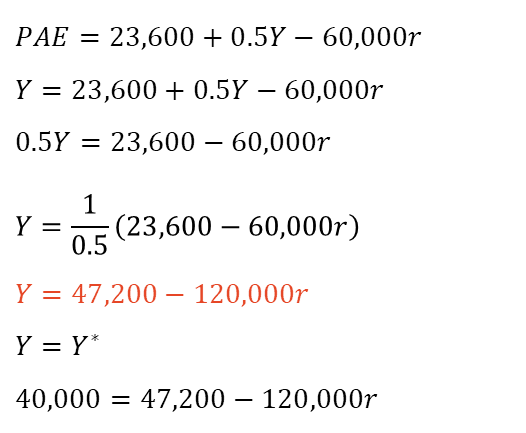 PAE = 23,600 + 0.5Y − 60,000r
Y = 23,600 + 0.5Y − 60,000r
0.5Y = 23,600 − 60,000r
Y = 1/0.5 (23,600 − 60,000r)
Y = 47,200 − 120,000r
Y = Y*
40,000 = 47,200 − 120,000r